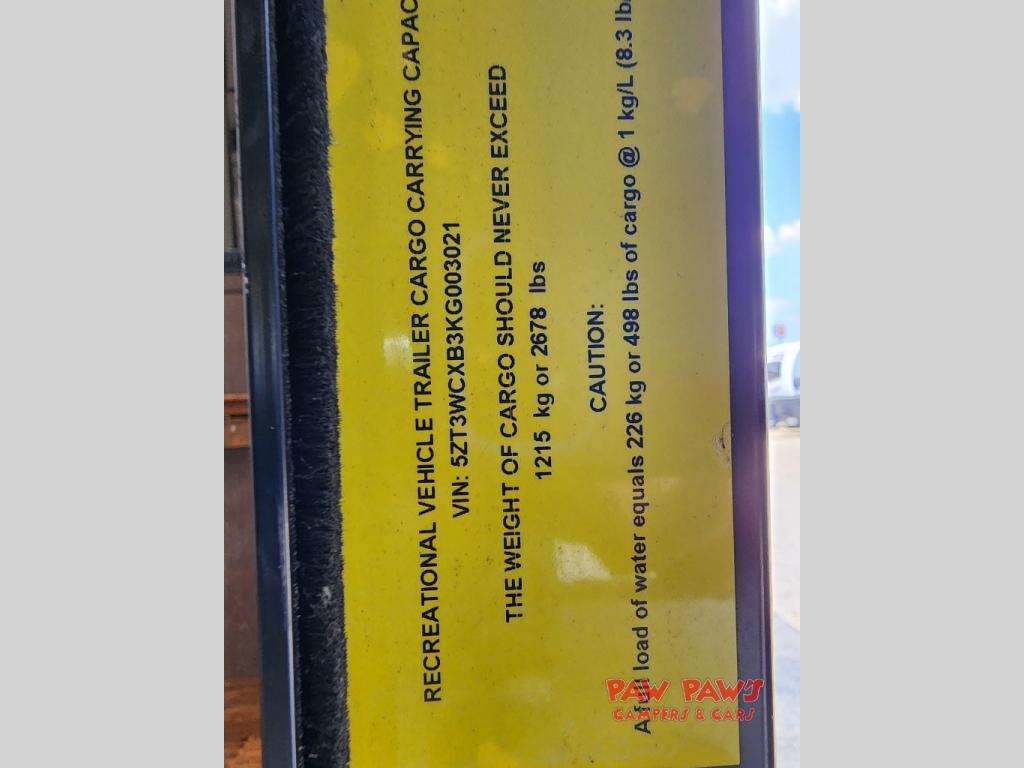 RECREATIONAL VEHICLE TRAILER CARGO CARRYING
VIN: 5ZT3WCXB3KG003021
THE WEIGHT OF CARGO SHOULD NEVER EXCEED
1215 kg or 2678 lbs
CAUTION:
A full load of water equals 226 kg or 498 lbs of cargo @ 1 kg/L (8.3 lb
PAW PAW'S
CAMPERS & CARS